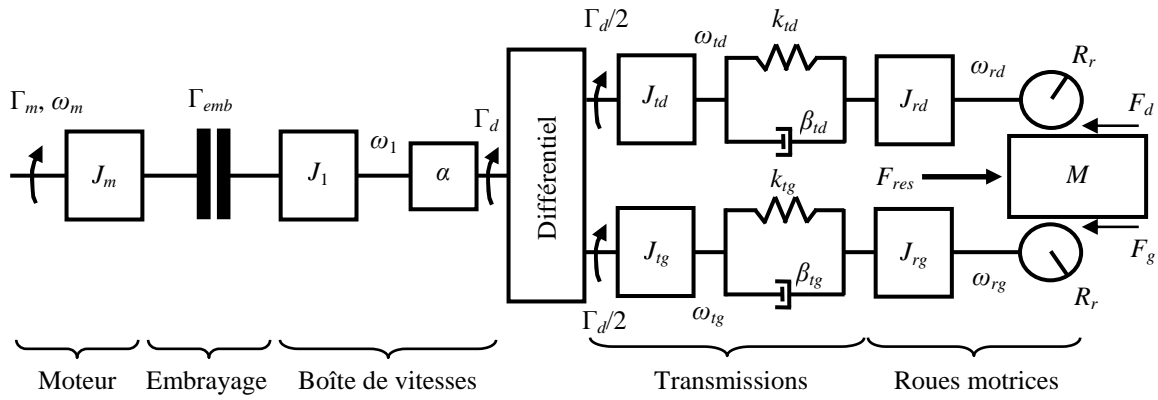 Γm, ωm
Jm
Γemb
J1
ω1
α
Γd
Différentiel
Γd/2
Jtd
ωtd
ktd
βtd
Jrd
ωrd
Rr
Fd
Fres
M
Γd/2
Jtg
ωtg
ktg
βtg
Jrg
ωrg
Rr
Fg
Moteur
Embrayage
Boîte de vitesses
Transmissions
Roues motrices